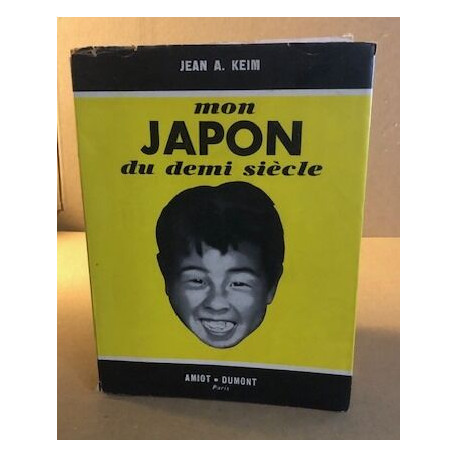 JEAN A. KEIM
mon
JAPON
du demi siècle
AMIOT - DUMONT
Paris